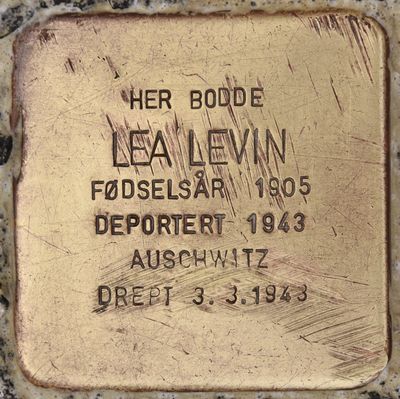 HER BODDE
LEA LEVIN
FØDSELSÅR 1905
DEPORTERT 1943
AUSCHWITZ
DREPT 3.3.1943